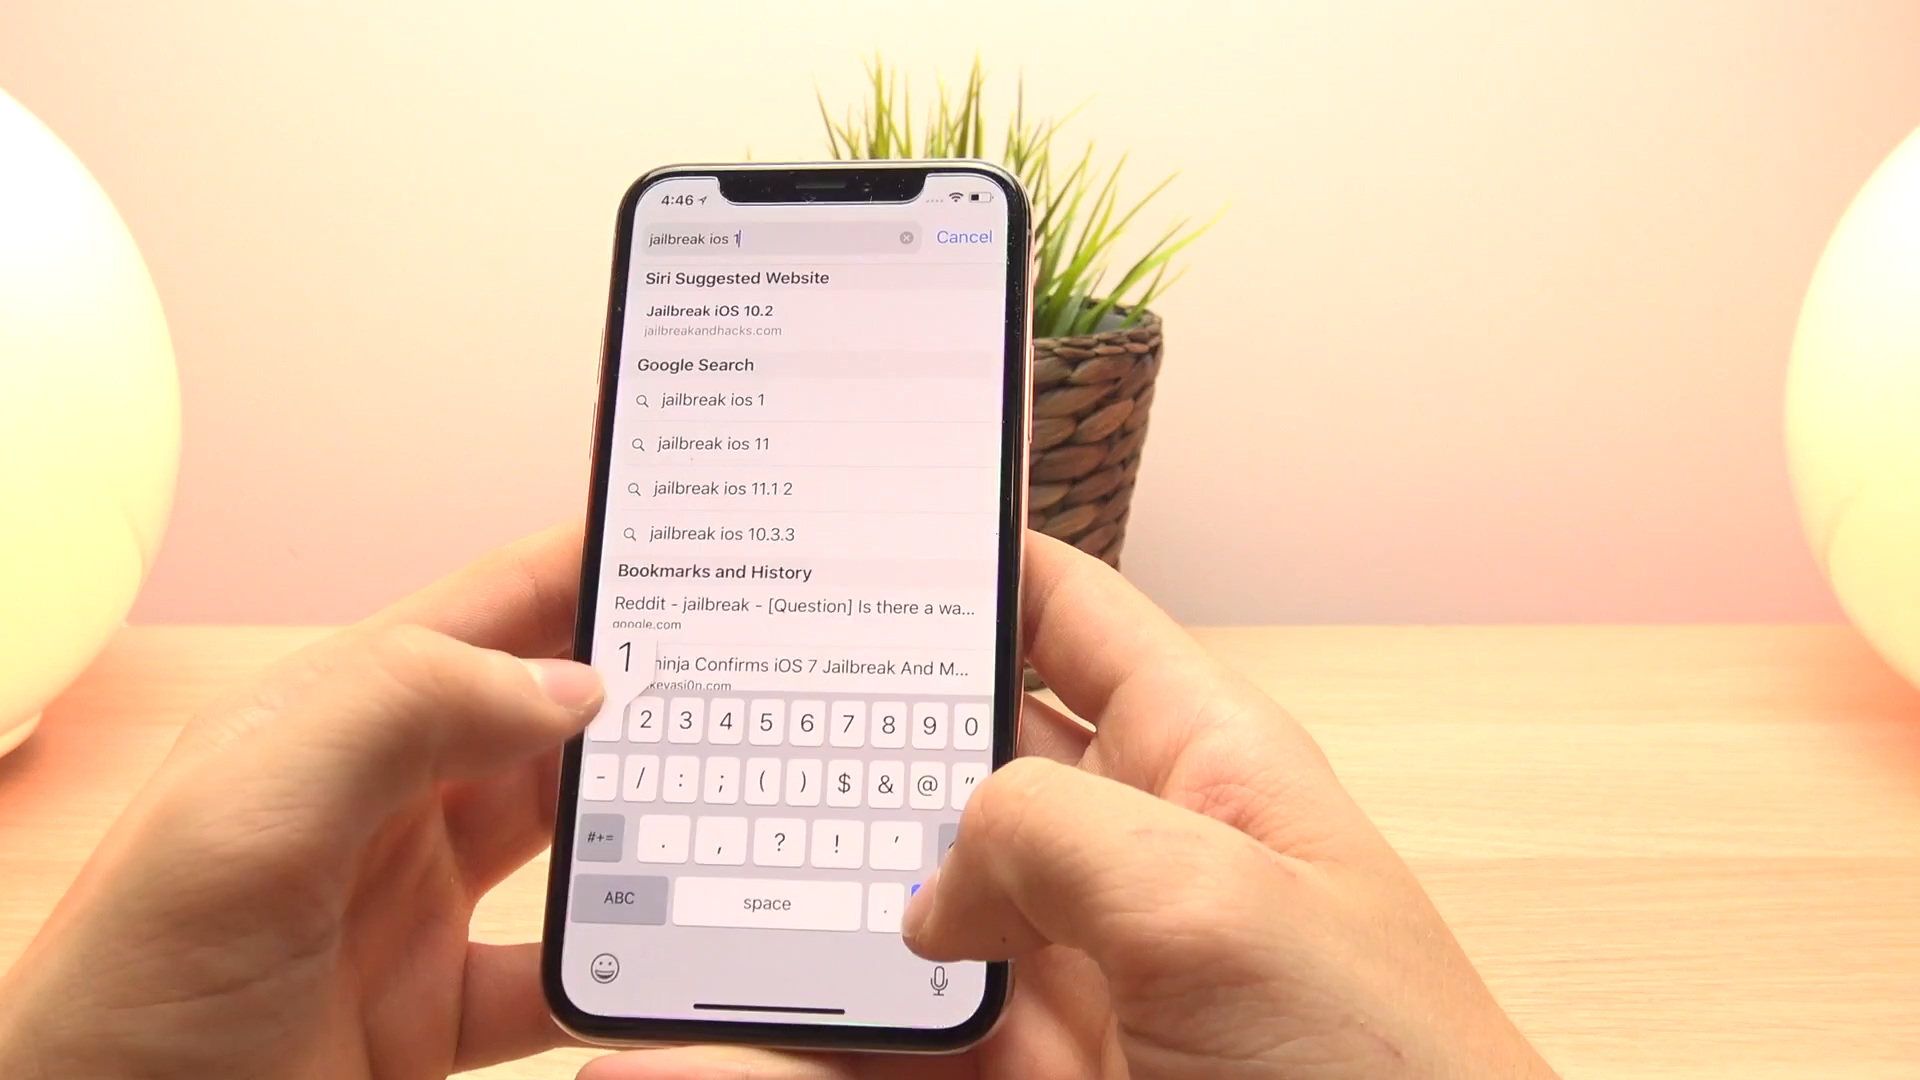 4:46
jailbreak ios 1
Cancel
Siri Suggested Website
Jailbreak iOS 10.2
jailbreakandhacks.com
Google Search
jailbreak ios 1
jailbreak ios 11
jailbreak ios 11.1 2
jailbreak ios 10.3.3
Bookmarks and History
Reddit - jailbreak - [Question] Is there a wa...
google.com
Confirms iOS 7 Jailbreak And M...
1
2 3 4 5 6 7 8 9 0
- / : ; ( ) $ & @ "
#+= . , ? ! '
ABC space .